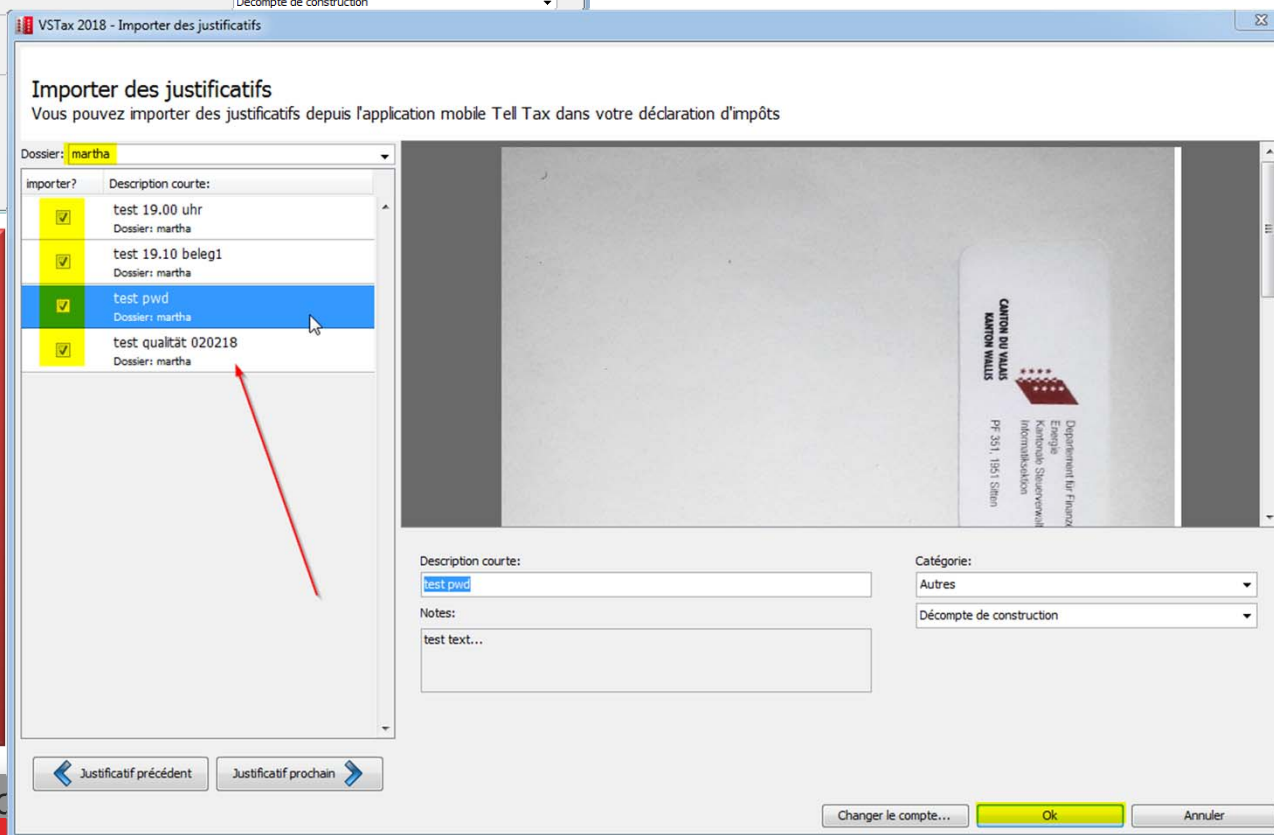 Décompte de construction
VSTax 2018 - Importer des justificatifs
Importer des justificatifs
Vous pouvez importer des justificatifs depuis l'application mobile Tell Tax dans votre déclaration d'impôts
Dossier: martha
importer? Description courte:
test 19.00 uhr
Dossier: martha
test 19.10 beleg1
Dossier: martha
test pwd
Dossier: martha
test qualität 020218
Dossier: martha
CANTON DU VALAIS
KANTON WALLIS
Departement für Finanze
Energie
Kantonale Steuerverwalt
Informatiksektion
PF 351, 1951 Sitten
Description courte:
test pwd
Notes:
test text...
Catégorie:
Autres
Décompte de construction
Justificatif précédent
Justificatif prochain
Changer le compte...
Ok
Annuler